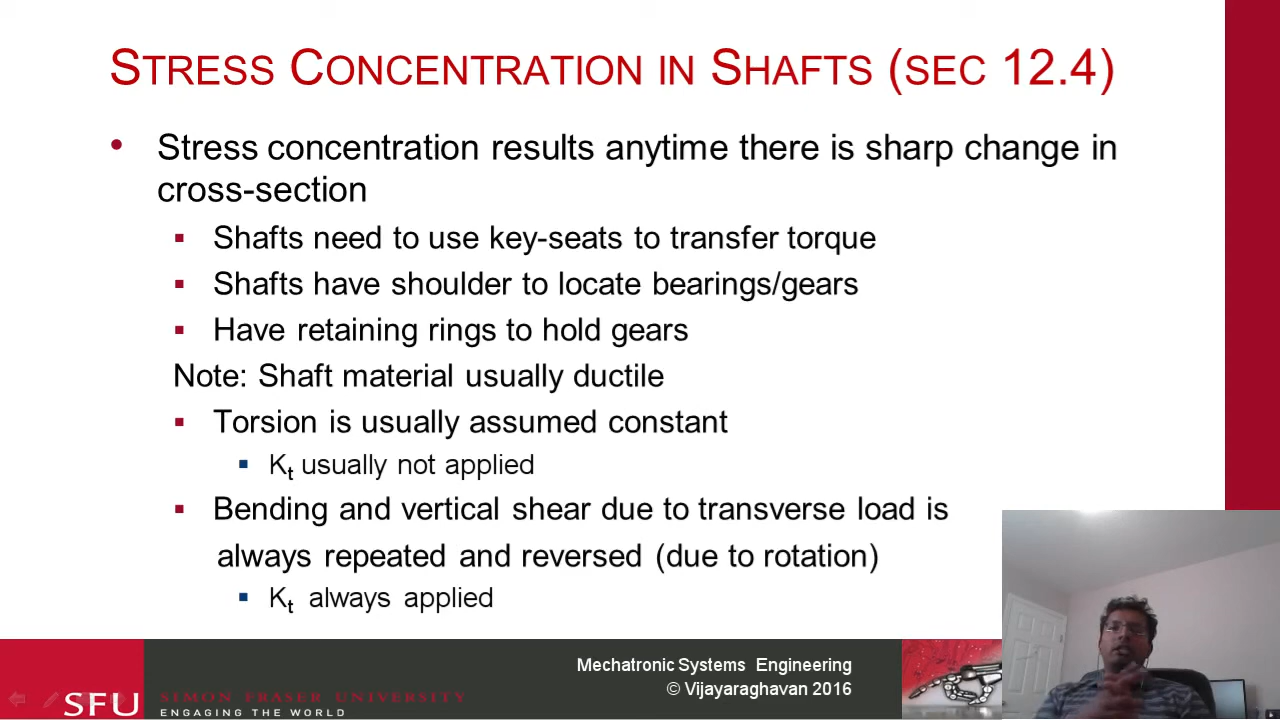 STRESS CONCENTRATION IN SHAFTS (SEC 12.4)
• Stress concentration results anytime there is sharp change in
cross-section
▪ Shafts need to use key-seats to transfer torque
▪ Shafts have shoulder to locate bearings/gears
▪ Have retaining rings to hold gears
Note: Shaft material usually ductile
▪ Torsion is usually assumed constant
▪ Kt usually not applied
▪ Bending and vertical shear due to transverse load is
always repeated and reversed (due to rotation)
▪ Kt always applied
Mechatronic Systems Engineering
© Vijayaraghavan 2016
SFU SIMON FRASER UNIVERSITY
ENGAGING THE WORLD